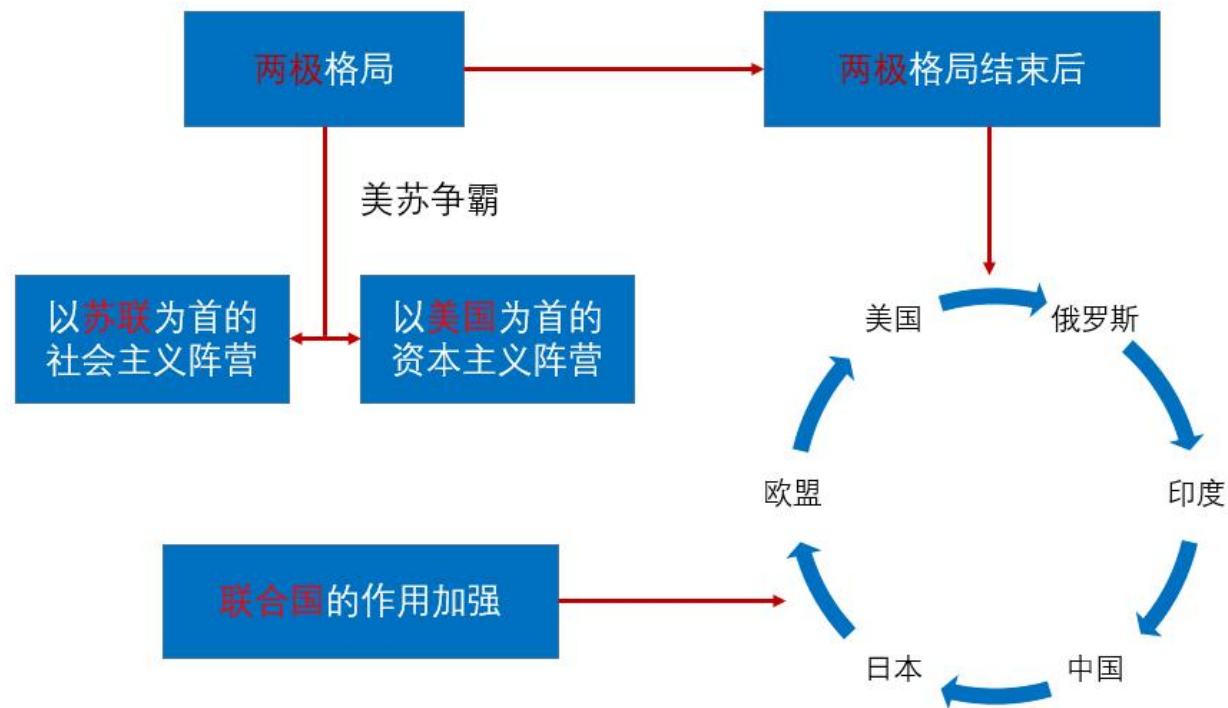 两极格局
两极格局结束后
美苏争霸
以苏联为首的
社会主义阵营
以美国为首的
资本主义阵营
美国
俄罗斯
欧盟
印度
联合国的作用加强
日本
中国